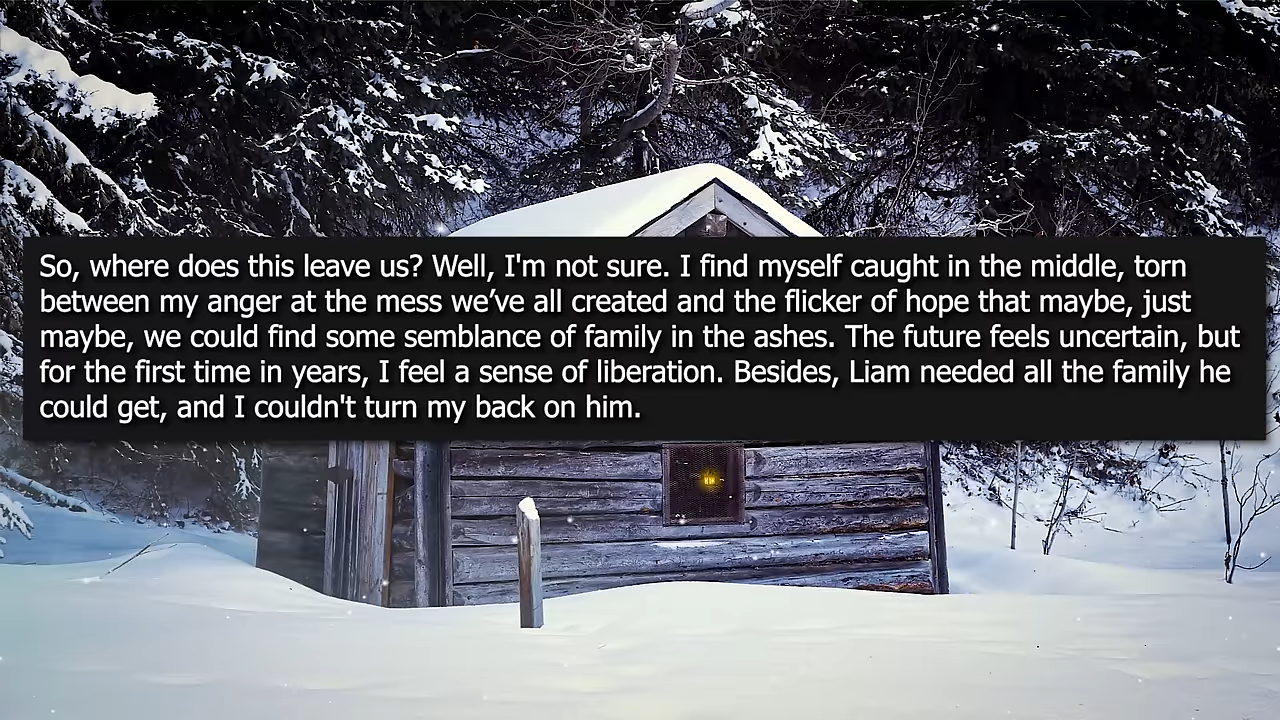 So, where does this leave us? Well, I'm not sure. I find myself caught in the middle, torn
between my anger at the mess we’ve all created and the flicker of hope that maybe, just
maybe, we could find some semblance of family in the ashes. The future feels uncertain, but
for the first time in years, I feel a sense of liberation. Besides, Liam needed all the family he
could get, and I couldn't turn my back on him.